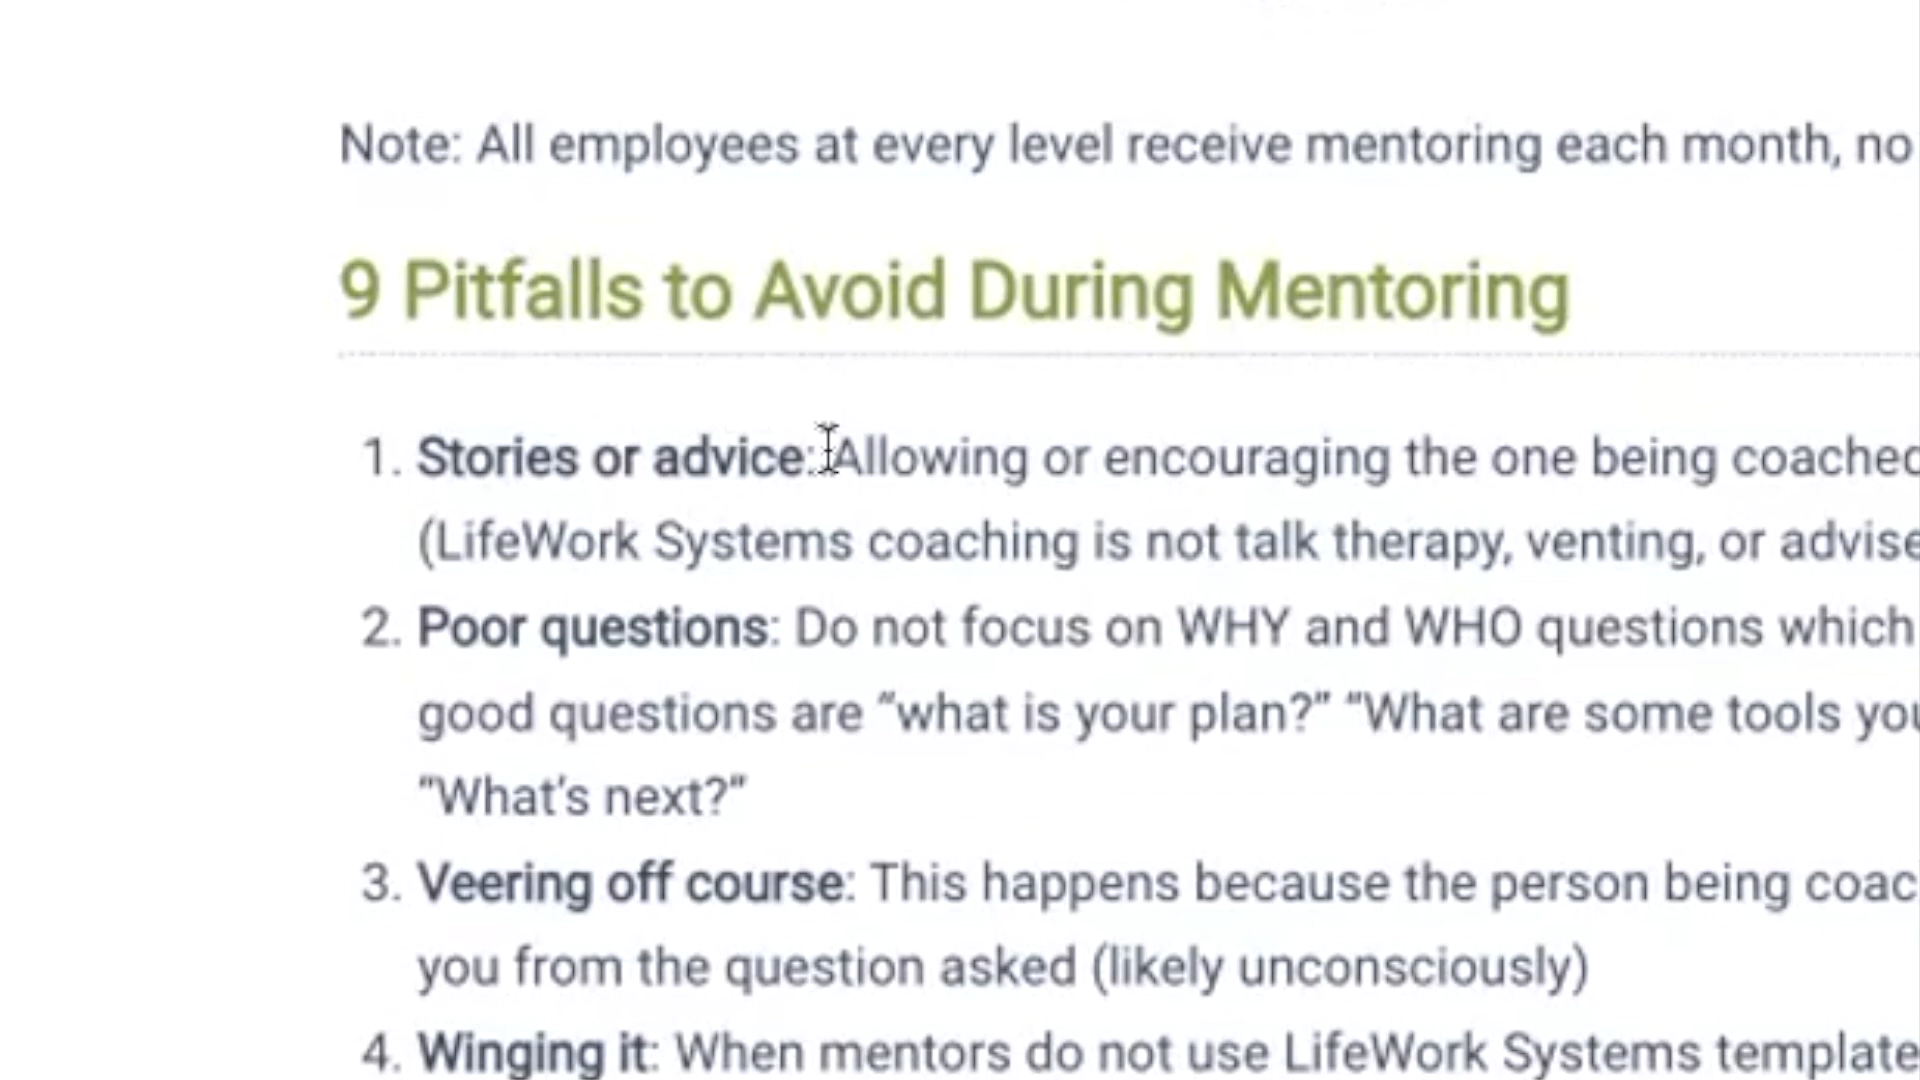 Note: All employees at every level receive mentoring each month, no
9 Pitfalls to Avoid During Mentoring
1. Stories or advice: Allowing or encouraging the one being coached
(LifeWork Systems coaching is not talk therapy, venting, or advise
2. Poor questions: Do not focus on WHY and WHO questions which
good questions are “what is your plan?” “What are some tools you
“What’s next?”
3. Veering off course: This happens because the person being coac
you from the question asked (likely unconsciously)
4. Winging it: When mentors do not use LifeWork Systems template